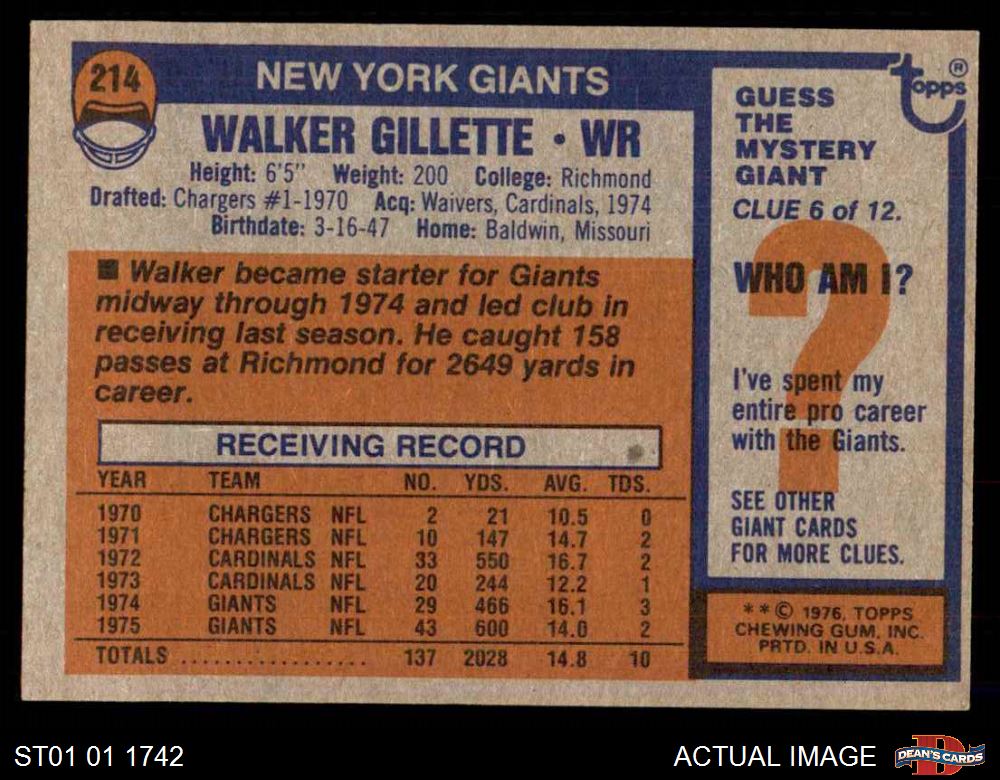 214
NEW YORK GIANTS
WALKER GILLETTE • WR
Height: 6'5" Weight: 200 College: Richmond
Drafted: Chargers #1-1970 Acq: Waivers, Cardinals, 1974
Birthdate: 3-16-47 Home: Baldwin, Missouri
■ Walker became starter for Giants
midway through 1974 and led club in
receiving last season. He caught 158
passes at Richmond for 2649 yards in
career.
RECEIVING RECORD
YEAR TEAM NO. YDS. AVG. TDS.
1970 CHARGERS NFL 2 21 10.5 0
1971 CHARGERS NFL 10 147 14.7 2
1972 CARDINALS NFL 33 550 16.7 2
1973 CARDINALS NFL 20 244 12.2 1
1974 GIANTS NFL 29 466 16.1 3
1975 GIANTS NFL 43 600 14.0 2
TOTALS .................. 137 2028 14.8 10
topps ®
GUESS
THE
MYSTERY
GIANT
CLUE 6 of 12.
WHO AM I?
?
I've spent my
entire pro career
with the Giants.
SEE OTHER
GIANT CARDS
FOR MORE CLUES.
* * © 1976, TOPPS
CHEWING GUM, INC.
PRTD. IN U.S.A.
ST01 01 1742
ACTUAL IMAGE
D
DEAN'S CARDS